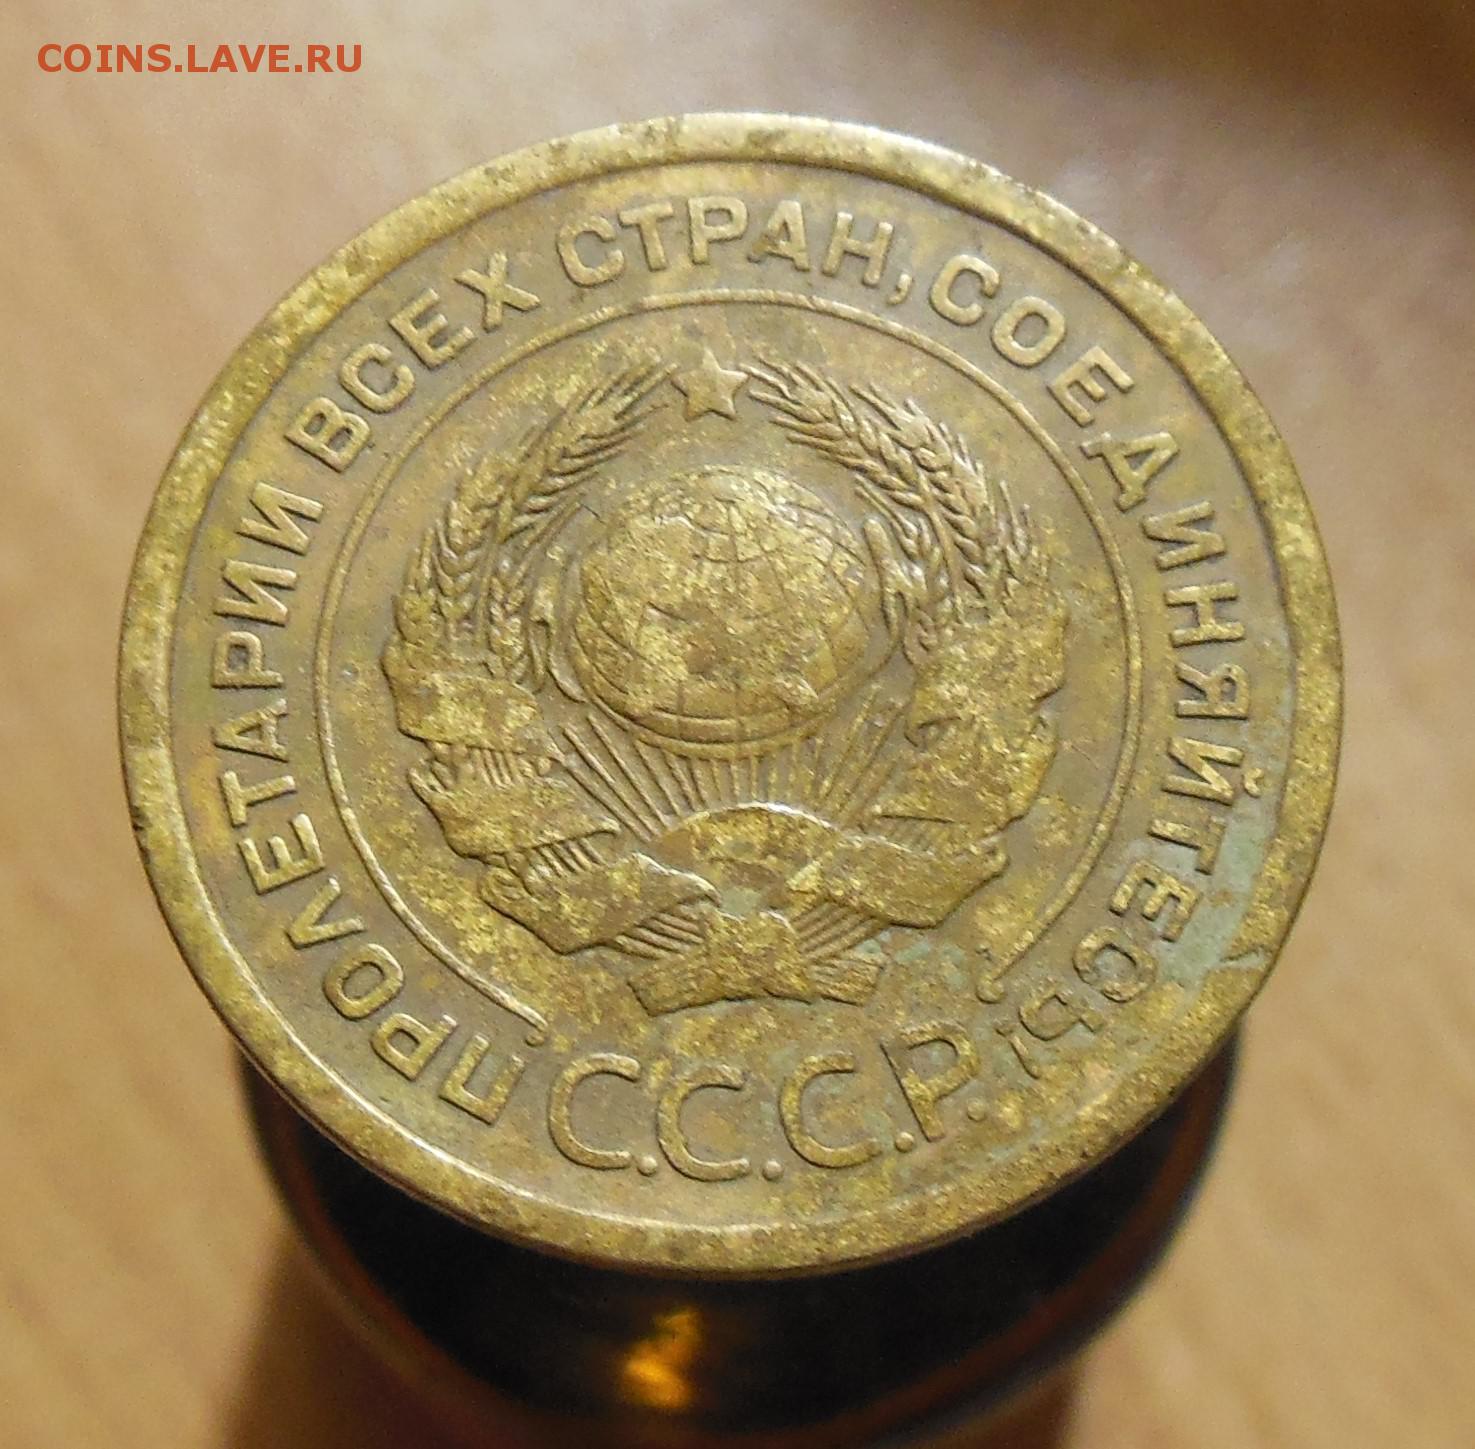 COINS.LAVE.RU
ПРОЛЕТАРИИ ВСЕХ СТРАН, СОЕДИНЯЙТЕСЬ!
С.С.С.Р.